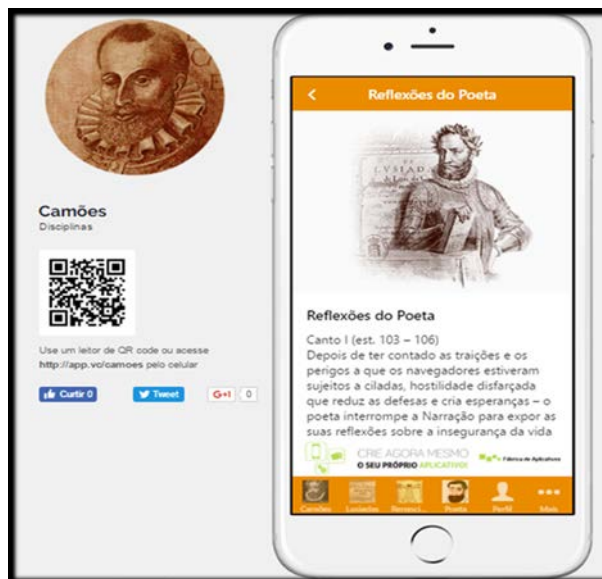 Camões
Disciplinas
Use um leitor de QR code ou acesse
http://app.vc/camoes pelo celular
Curtir 0
Tweet
G+1
0
Reflexões do Poeta
LVSIAD
Reflexões do Poeta
Canto I (est. 103 – 106)
Depois de ter contado as traições e os
perigos a que os navegadores estiveram
sujeitos a ciladas, hostilidade disfarçada
que reduz as defesas e cria esperanças – o
poeta interrompe a Narração para expor as
suas reflexões sobre a insegurança da vida
CRIE AGORA MESMO
O SEU PRÓPRIO APLICATIVO!
Fábrica de Aplicativos
Camões
Lusíadas
Renasci...
Poeta
Perfil
Mais